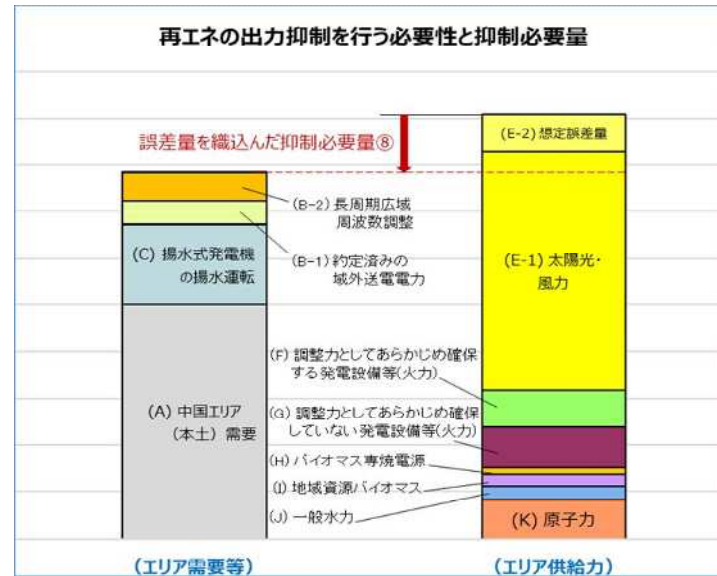 再エネの出力抑制を行う必要性と抑制必要量
誤差量を織込んだ抑制必要量⑧
(E-2) 想定誤差量
(B-2) 長周期広域
周波数調整
(C) 揚水式発電機
の揚水運転
(B-1) 約定済みの
域外送電電力
(E-1) 太陽光・
風力
(F) 調整力としてあらかじめ確保
する発電設備等(火力)
(A) 中国エリア
(本土) 需要
(G) 調整力としてあらかじめ確保
していない発電設備等(火力)
(H) バイオマス専焼電源
(I) 地域資源バイオマス
(J) 一般水力
(K) 原子力
(エリア需要等)
(エリア供給力)